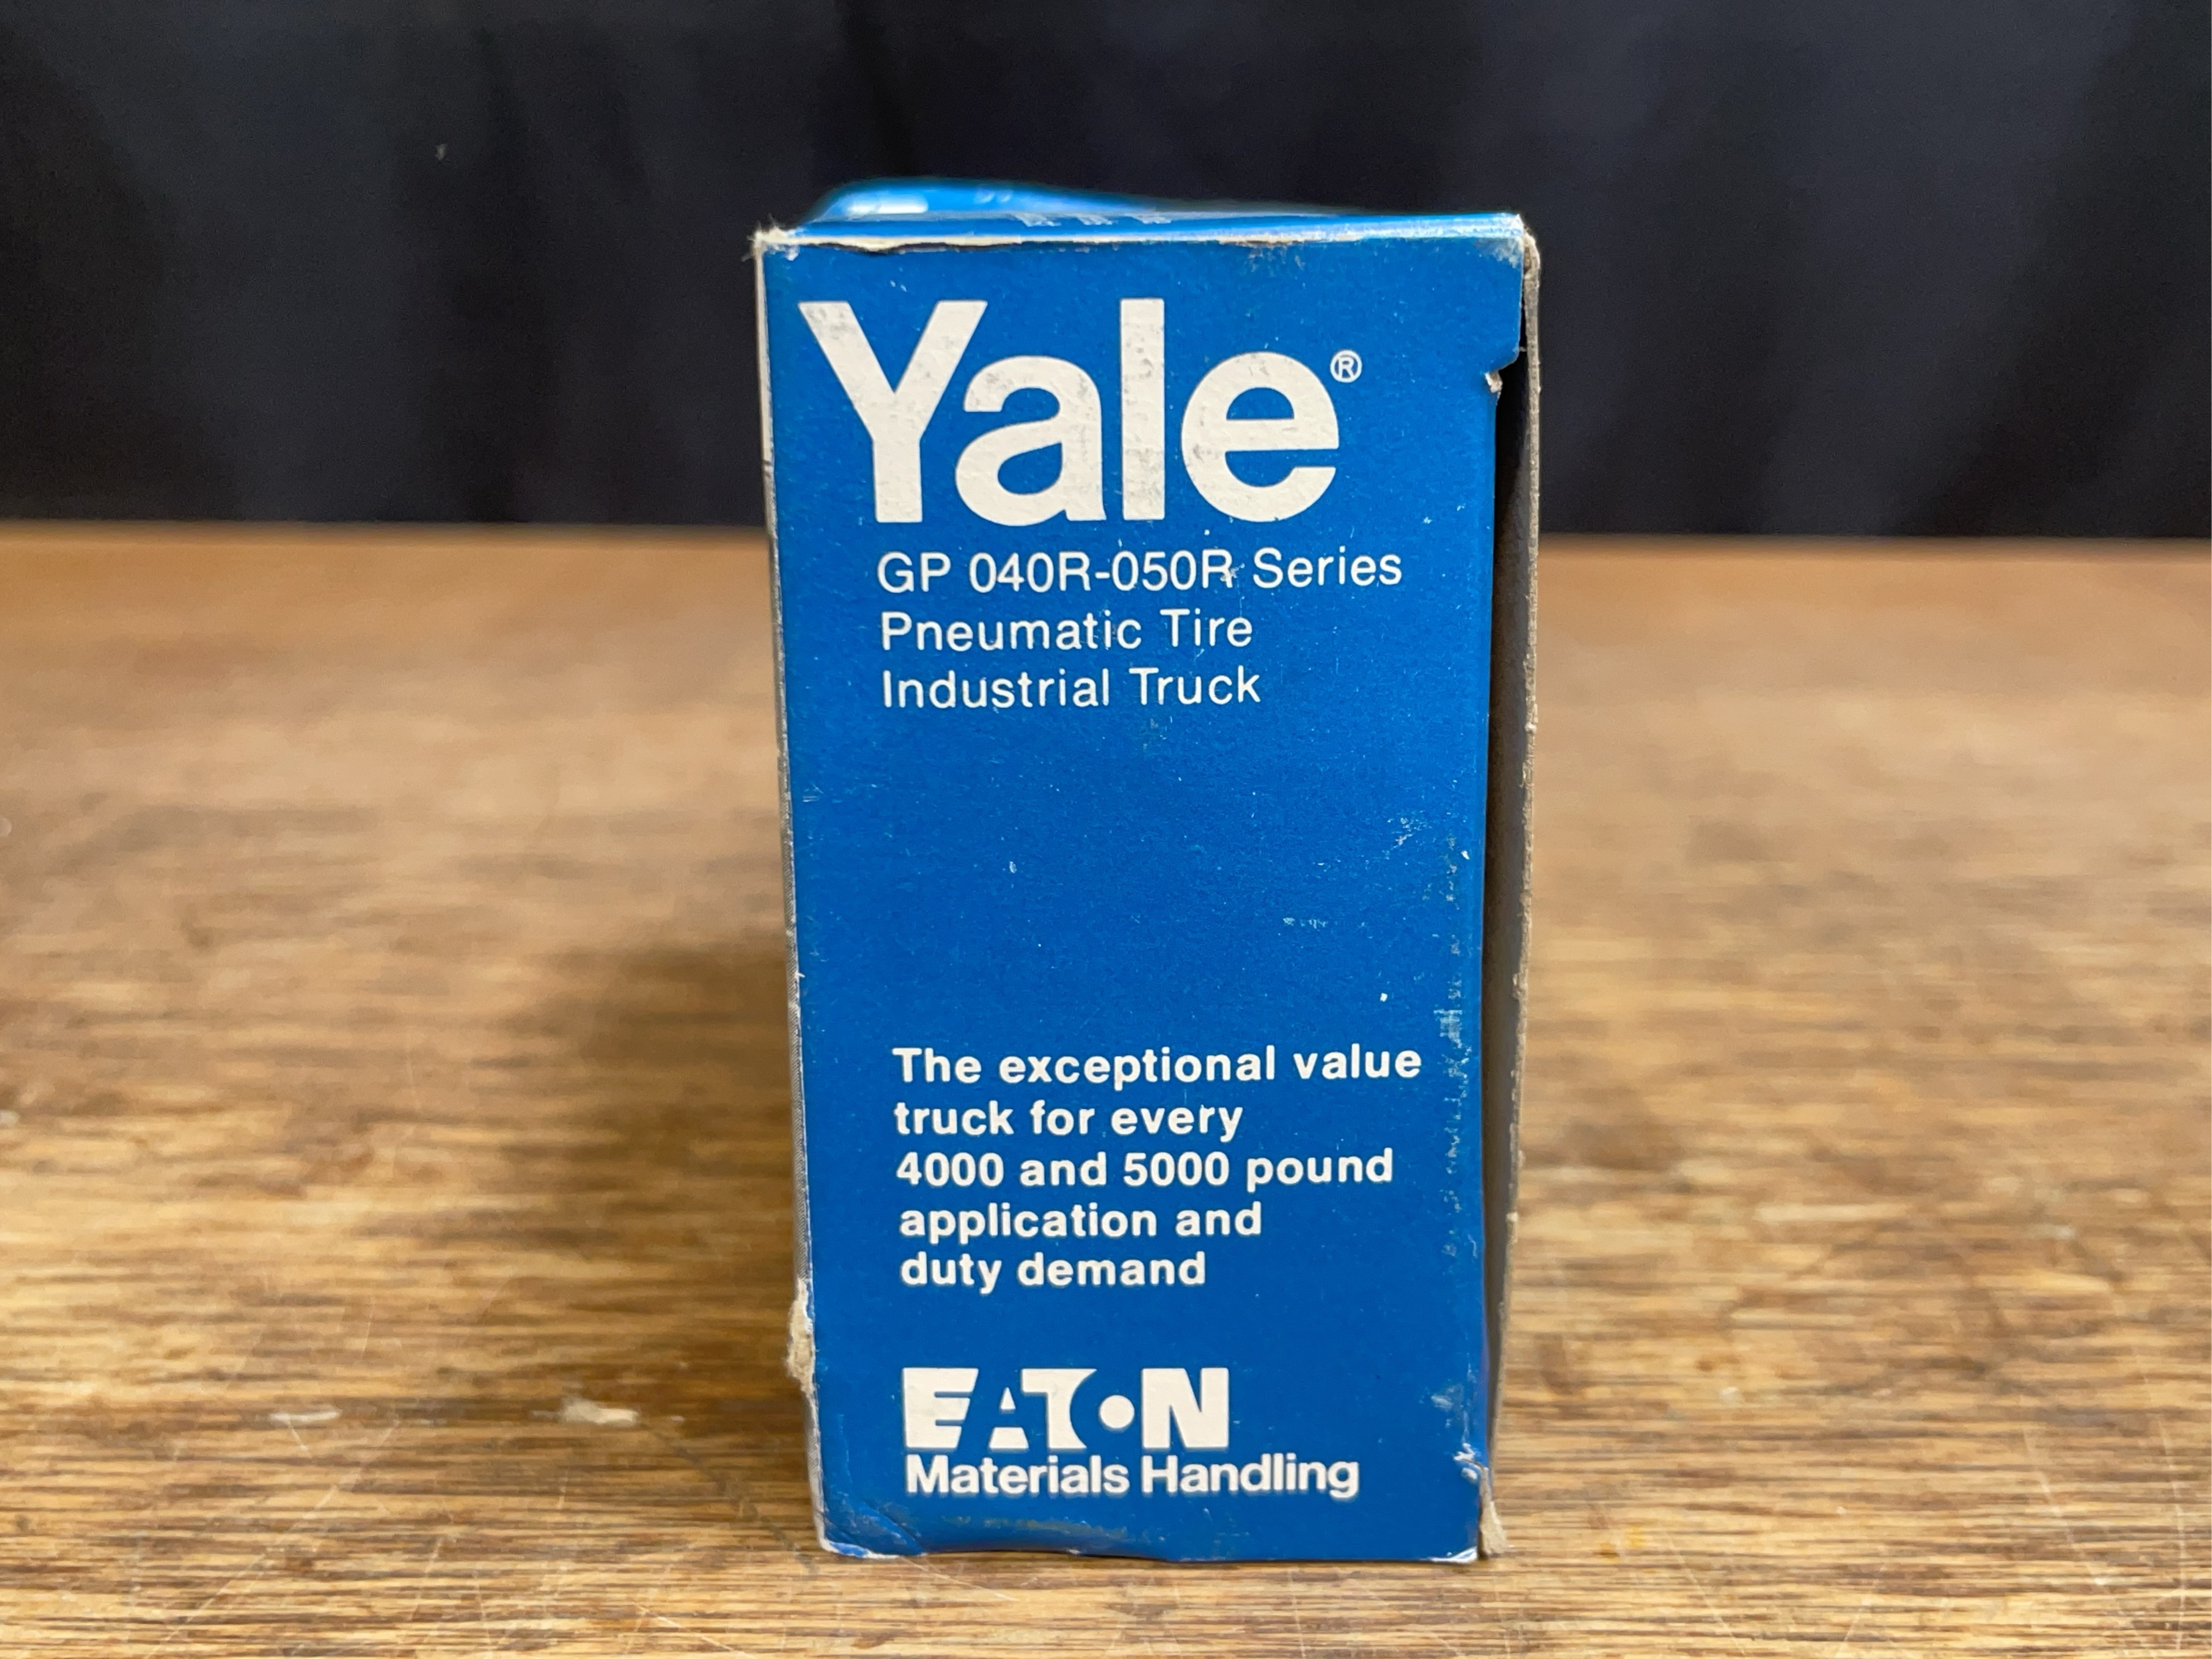 Yale®
GP 040R-050R Series
Pneumatic Tire
Industrial Truck
The exceptional value
truck for every
4000 and 5000 pound
application and
duty demand
EATON
Materials Handling